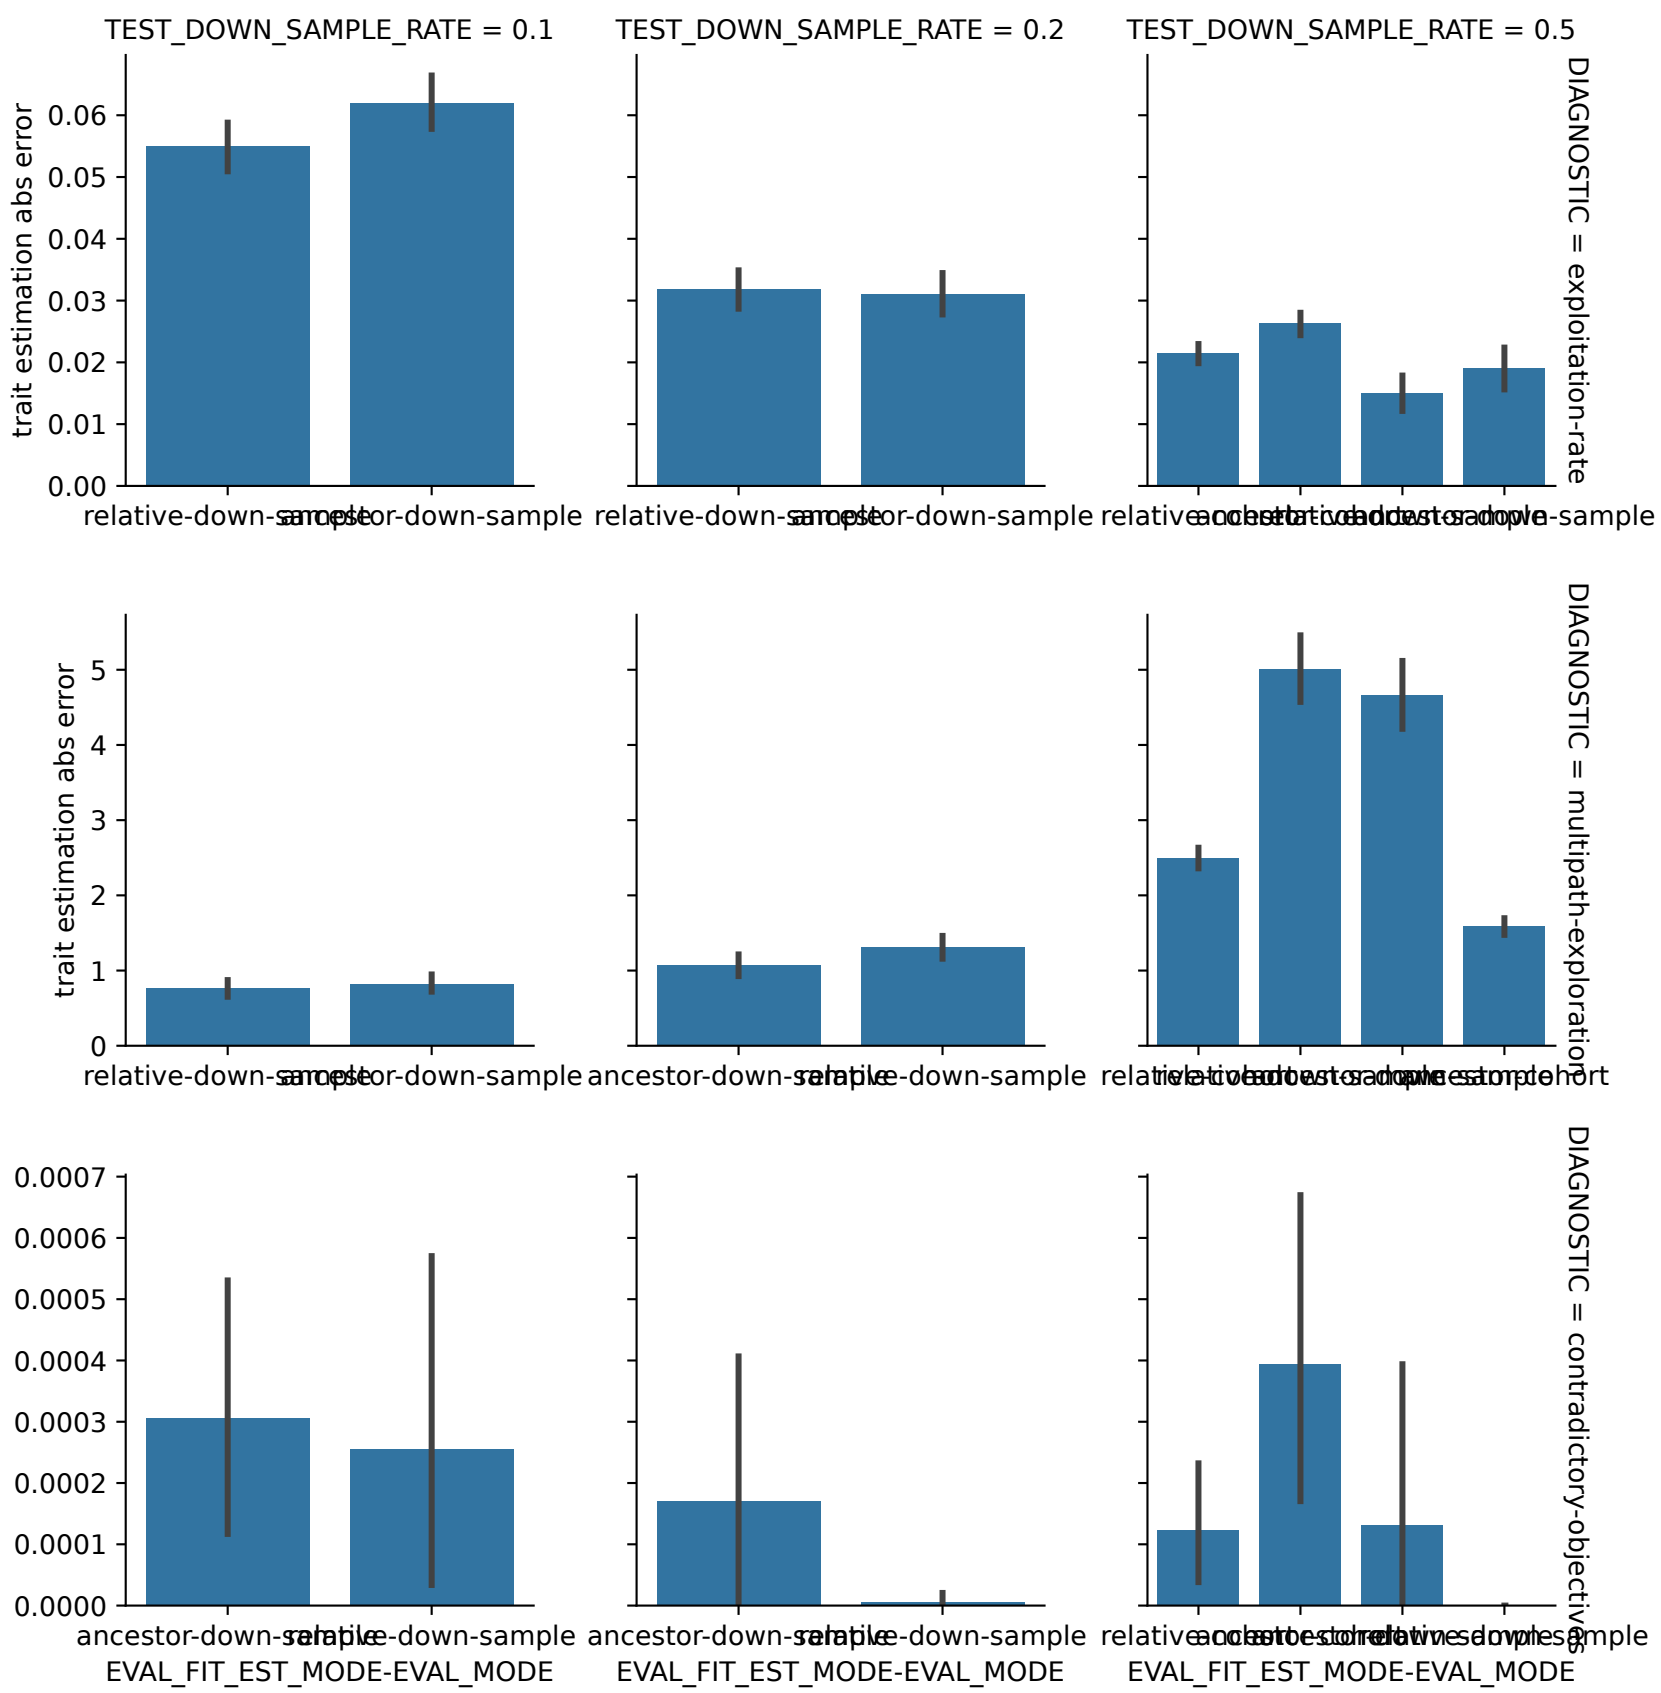 TEST_DOWN_SAMPLE_RATE = 0.1
TEST_DOWN_SAMPLE_RATE = 0.2
TEST_DOWN_SAMPLE_RATE = 0.5
DIAGNOSTIC = exploitation-rate
trait estimation abs error
0.06
0.05
0.04
0.03
0.02
0.01
0.00
relative-down-sample
ancestor-down-sample
relative-down-sample
ancestor-down-sample
DIAGNOSTIC = multipath-exploration
trait estimation abs error
5
4
3
2
1
0
relative-down-sample
ancestor-down-sample
ancestor-down-sample
relative-down-sample
DIAGNOSTIC = contradictory-objectives
0.0007
0.0006
0.0005
0.0004
0.0003
0.0002
0.0001
0.0000
ancestor-down-sample
relative-down-sample
ancestor-down-sample
relative-down-sample
EVAL_FIT_EST_MODE-EVAL_MODE
EVAL_FIT_EST_MODE-EVAL_MODE
EVAL_FIT_EST_MODE-EVAL_MODE